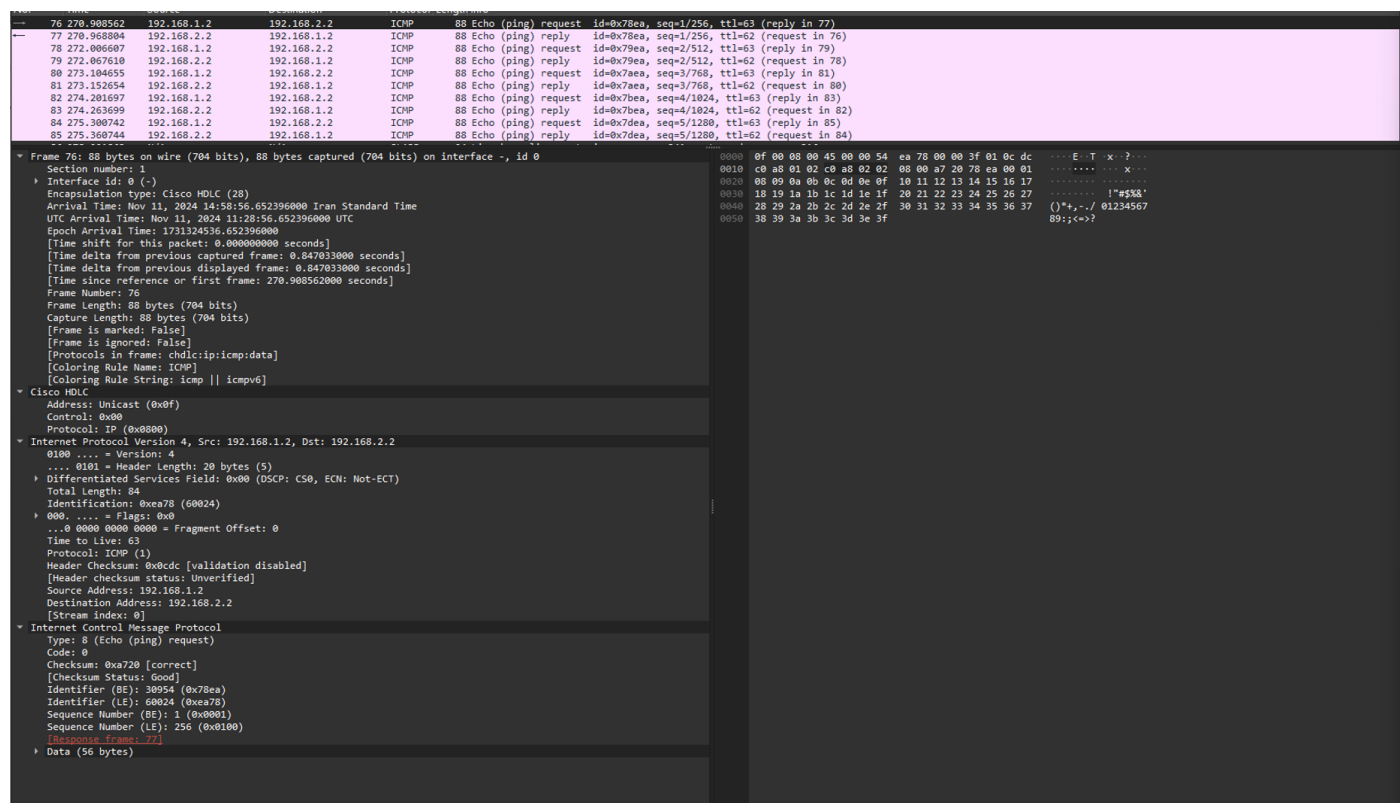 76 270.908562 192.168.1.2 192.168.2.2 ICMP 88 Echo (ping) request id=0x78ea, seq=1/256, ttl=63 (reply in 77)
77 270.968804 192.168.2.2 192.168.1.2 ICMP 88 Echo (ping) reply id=0x78ea, seq=1/256, ttl=62 (request in 76)
78 272.006607 192.168.1.2 192.168.2.2 ICMP 88 Echo (ping) request id=0x79ea, seq=2/512, ttl=63 (reply in 79)
79 272.067610 192.168.2.2 192.168.1.2 ICMP 88 Echo (ping) reply id=0x79ea, seq=2/512, ttl=62 (request in 78)
80 273.104655 192.168.1.2 192.168.2.2 ICMP 88 Echo (ping) request id=0x7aea, seq=3/768, ttl=63 (reply in 81)
81 273.152654 192.168.2.2 192.168.1.2 ICMP 88 Echo (ping) reply id=0x7aea, seq=3/768, ttl=62 (request in 80)
82 274.201697 192.168.1.2 192.168.2.2 ICMP 88 Echo (ping) request id=0x7bea, seq=4/1024, ttl=63 (reply in 83)
83 274.263699 192.168.2.2 192.168.1.2 ICMP 88 Echo (ping) reply id=0x7bea, seq=4/1024, ttl=62 (request in 82)
84 275.300742 192.168.1.2 192.168.2.2 ICMP 88 Echo (ping) request id=0x7dea, seq=5/1280, ttl=63 (reply in 85)
85 275.360744 192.168.2.2 192.168.1.2 ICMP 88 Echo (ping) reply id=0x7dea, seq=5/1280, ttl=62 (request in 84)
Frame 76: 88 bytes on wire (704 bits), 88 bytes captured (704 bits) on interface -, id 0
Section number: 1
Interface id: 0 (-)
Encapsulation type: Cisco HDLC (28)
Arrival Time: Nov 11, 2024 14:58:56.652396000 Iran Standard Time
UTC Arrival Time: Nov 11, 2024 11:28:56.652396000 UTC
Epoch Arrival Time: 1731324536.652396000
[Time shift for this packet: 0.000000000 seconds]
[Time delta from previous captured frame: 0.847033000 seconds]
[Time delta from previous displayed frame: 0.847033000 seconds]
[Time since reference or first frame: 270.908562000 seconds]
Frame Number: 76
Frame Length: 88 bytes (704 bits)
Capture Length: 88 bytes (704 bits)
[Frame is marked: False]
[Frame is ignored: False]
[Protocols in frame: chdlc:ip:icmp:data]
[Coloring Rule Name: ICMP]
[Coloring Rule String: icmp || icmpv6]
Cisco HDLC
Address: Unicast (0x0f)
Control: 0x00
Protocol: IP (0x0800)
Internet Protocol Version 4, Src: 192.168.1.2, Dst: 192.168.2.2
0100 .... = Version: 4
.... 0101 = Header Length: 20 bytes (5)
Differentiated Services Field: 0x00 (DSCP: CS0, ECN: Not-ECT)
Total Length: 84
Identification: 0xea78 (60024)
000. .... = Flags: 0x0
...0 0000 0000 0000 = Fragment Offset: 0
Time to Live: 63
Protocol: ICMP (1)
Header Checksum: 0x0cdc [validation disabled]
[Header checksum status: Unverified]
Source Address: 192.168.1.2
Destination Address: 192.168.2.2
[Stream index: 0]
Internet Control Message Protocol
Type: 8 (Echo (ping) request)
Code: 0
Checksum: 0xa720 [correct]
[Checksum Status: Good]
Identifier (BE): 30954 (0x78ea)
Identifier (LE): 60024 (0xea78)
Sequence Number (BE): 1 (0x0001)
Sequence Number (LE): 256 (0x0100)
[Response frame: 77]
Data (56 bytes)
0000 0f 00 08 00 45 00 00 54 ea 78 00 00 3f 01 0c dc ····E··T ·x··?···
0010 c0 a8 01 02 c0 a8 02 02 08 00 a7 20 78 ea 00 01 ········ ··· x···
0020 08 09 0a 0b 0c 0d 0e 0f 10 11 12 13 14 15 16 17 ········ ········
0030 18 19 1a 1b 1c 1d 1e 1f 20 21 22 23 24 25 26 27 ········ !"#$%&'
0040 28 29 2a 2b 2c 2d 2e 2f 30 31 32 33 34 35 36 37 ()*+,-./ 01234567
0050 38 39 3a 3b 3c 3d 3e 3f 89:;<=>?